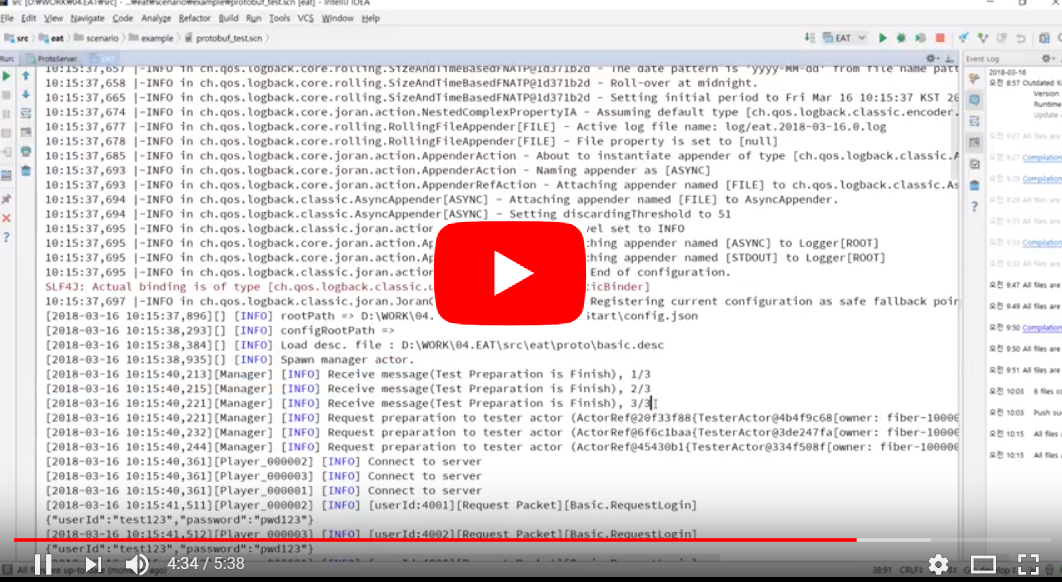 src [D:\WORK\04.EAT\src] - ...₩eat₩scenario₩example₩protobuf_test.scn [eat] - IntelliJ IDEA
File Edit View Navigate Code Analyze Refactor Build Run Tools VCS Window Help
src eat scenario example protobuf_test.scn EAT
Run: ProtoServer EAT Event Log
10:15:37,657 |-INFO in ch.qos.logback.core.rolling.SizeAndTimeBasedFNATP@1d371b2d - The date pattern is 'yyyy-MM-dd' from file name patt
10:15:37,658 |-INFO in ch.qos.logback.core.rolling.SizeAndTimeBasedFNATP@1d371b2d - Roll-over at midnight.
10:15:37,665 |-INFO in ch.qos.logback.core.rolling.SizeAndTimeBasedFNATP@1d371b2d - Setting initial period to Fri Mar 16 10:15:37 KST 20
10:15:37,674 |-INFO in ch.qos.logback.core.joran.action.NestedComplexPropertyIA - Assuming default type [ch.qos.logback.classic.encoder.
10:15:37,677 |-INFO in ch.qos.logback.core.rolling.RollingFileAppender[FILE] - Active log file name: log/eat.2018-03-16.0.log
10:15:37,678 |-INFO in ch.qos.logback.core.rolling.RollingFileAppender[FILE] - File property is set to [null]
10:15:37,685 |-INFO in ch.qos.logback.core.joran.action.AppenderAction - About to instantiate appender of type [ch.qos.logback.classic.A
10:15:37,693 |-INFO in ch.qos.logback.core.joran.action.AppenderAction - Naming appender as [ASYNC]
10:15:37,693 |-INFO in ch.qos.logback.core.joran.action.AppenderRefAction - Attaching appender named [FILE] to ch.qos.logback.classic.As
10:15:37,694 |-INFO in ch.qos.logback.classic.AsyncAppender[ASYNC] - Attaching appender named [FILE] to AsyncAppender.
10:15:37,694 |-INFO in ch.qos.logback.classic.AsyncAppender[ASYNC] - Setting discardingThreshold to 51
10:15:37,695 |-INFO in ch.qos.logback.classic.joran.action vel set to INFO
10:15:37,695 |-INFO in ch.qos.logback.core.joran.action.Ap ching appender named [ASYNC] to Logger[ROOT]
10:15:37,695 |-INFO in ch.qos.logback.core.joran.action.Ap ching appender named [STDOUT] to Logger[ROOT]
10:15:37,695 |-INFO in ch.qos.logback.classic.joran.action End of configuration.
SLF4J: Actual binding is of type [ch.qos.logback.classic.u ticBinder]
10:15:37,697 |-INFO in ch.qos.logback.classic.joran.JoranC Registering current configuration as safe fallback poin
[2018-03-16 10:15:37,896][] [INFO] rootPath => D:\WORK\04. Start\config.json
[2018-03-16 10:15:38,293][] [INFO] configRootPath =>
[2018-03-16 10:15:38,384][] [INFO] Load desc. file : D:\WORK\04.EAT\src\eat\proto\basic.desc
[2018-03-16 10:15:38,935][] [INFO] Spawn manager actor.
[2018-03-16 10:15:40,213][Manager] [INFO] Receive message(Test Preparation is Finish), 1/3
[2018-03-16 10:15:40,215][Manager] [INFO] Receive message(Test Preparation is Finish), 2/3
[2018-03-16 10:15:40,221][Manager] [INFO] Receive message(Test Preparation is Finish), 3/3
[2018-03-16 10:15:40,221][Manager] [INFO] Request preparation to tester actor (ActorRef@20f33f88{TesterActor@4b4f9c68[owner: fiber-10000
[2018-03-16 10:15:40,232][Manager] [INFO] Request preparation to tester actor (ActorRef@6f6c1baa{TesterActor@3de247fa[owner: fiber-10000
[2018-03-16 10:15:40,244][Manager] [INFO] Request preparation to tester actor (ActorRef@45430b1{TesterActor@334f508f[owner: fiber-100000
[2018-03-16 10:15:40,361][Player_000002] [INFO] Connect to server
[2018-03-16 10:15:40,361][Player_000003] [INFO] Connect to server
[2018-03-16 10:15:40,361][Player_000001] [INFO] Connect to server
[2018-03-16 10:15:41,511][Player_000002] [INFO] [userId:4001][Request Packet][Basic.RequestLogin]
{"userId":"test123","password":"pwd123"}
[2018-03-16 10:15:41,512][Player_000003] [INFO] [userId:4002][Request Packet][Basic.RequestLogin]
{"userId":"test123","password":"pwd123"}
2018-03-16
오전 8:57 Outdated
Version
Runtime
Update
오전 9:27 All files are
오전 9:27 Compilation
오전 9:28 Compilation
오전 9:33 Compilation
오전 9:47 All files are
오전 9:49 All files are
오전 9:50 Compilation
오전 9:50 All files are
오전 9:51 All files are
오전 10:03 6 files
오전 10:03 Push su
오전 10:15 All files
오전 10:15 All files
4:34 / 5:38
38:91 CRLF